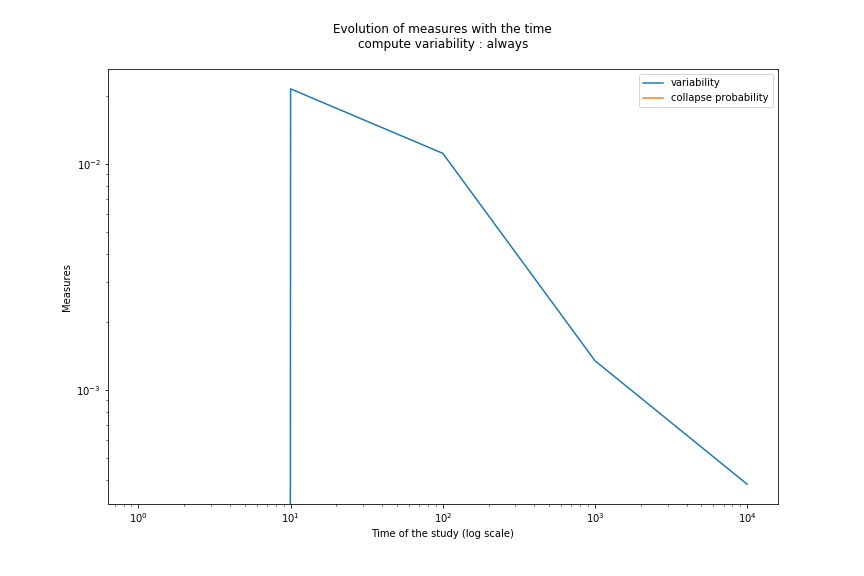 Evolution of measures with the time
compute variability : always
variability
collapse probability
10⁻²
10⁻³
Measures
10⁰
10¹
10²
10³
10⁴
Time of the study (log scale)